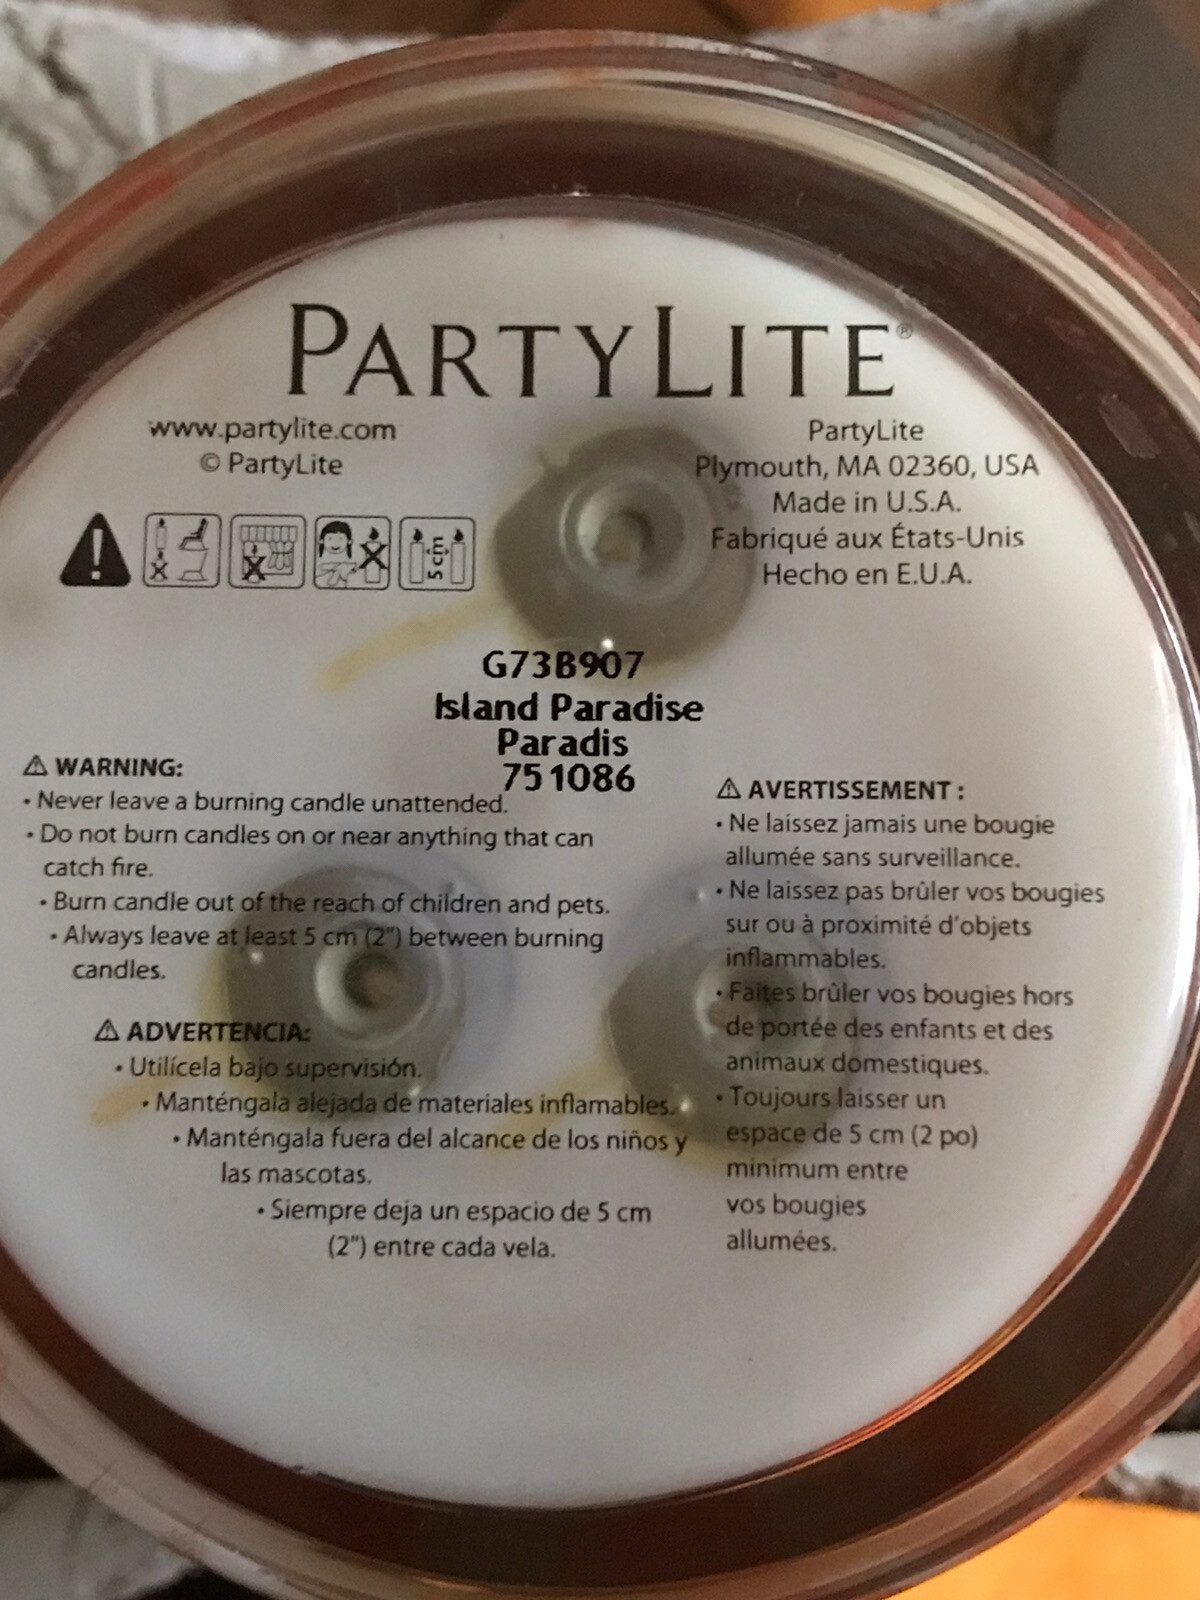 PARTYLITE®
www.partylite.com
© PartyLite
PartyLite
Plymouth, MA 02360, USA
Made in U.S.A.
Fabriqué aux États-Unis
Hecho en E.U.A.
5 cm
G73B907
Island Paradise
Paradis
751086
⚠ WARNING:
• Never leave a burning candle unattended.
• Do not burn candles on or near anything that can
catch fire.
• Burn candle out of the reach of children and pets.
• Always leave at least 5 cm (2") between burning
candles.
⚠ ADVERTENCIA:
• Utilícela bajo supervisión.
• Manténgala alejada de materiales inflamables.
• Manténgala fuera del alcance de los niños y
las mascotas.
• Siempre deja un espacio de 5 cm
(2") entre cada vela.
⚠ AVERTISSEMENT :
• Ne laissez jamais une bougie
allumée sans surveillance.
• Ne laissez pas brûler vos bougies
sur ou à proximité d'objets
inflammables.
• Faites brûler vos bougies hors
de portée des enfants et des
animaux domestiques.
• Toujours laisser un
espace de 5 cm (2 po)
minimum entre
vos bougies
allumées.